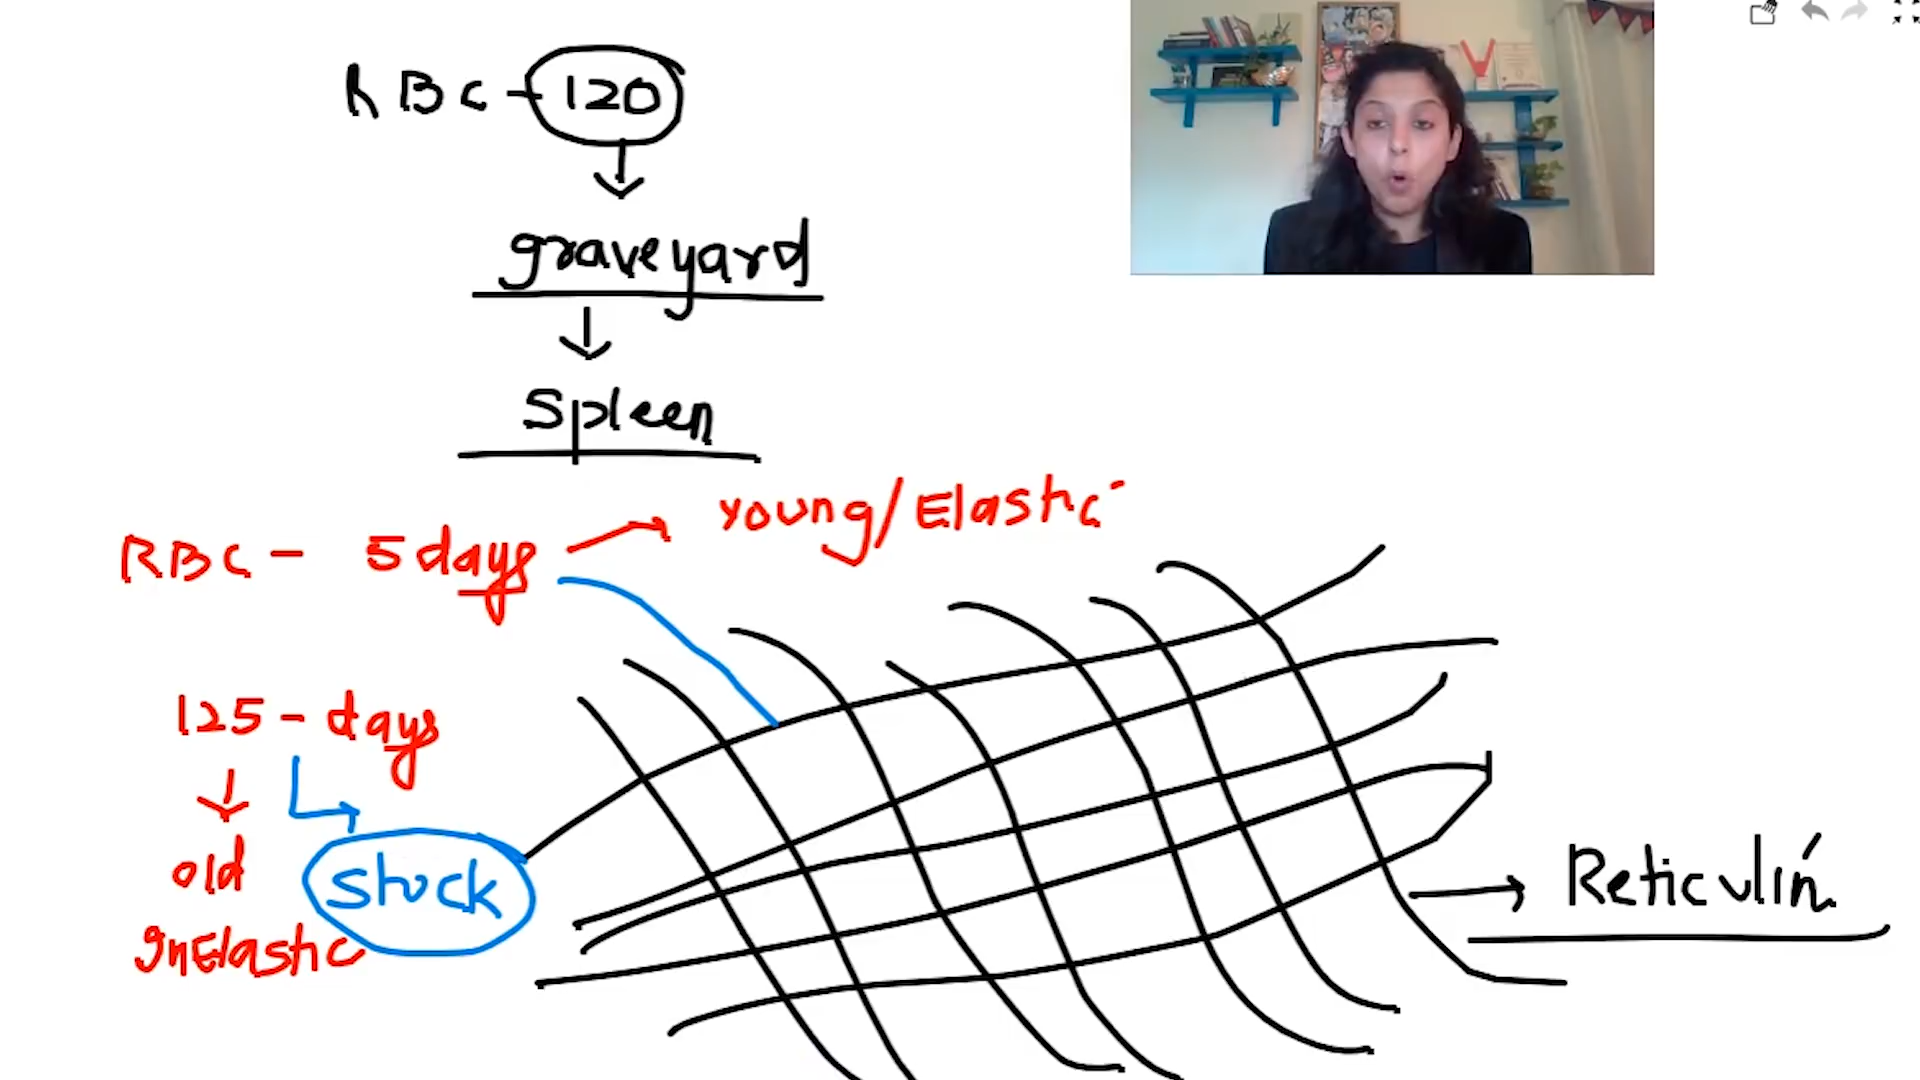 RBC - 120
graveyard
Spleen
RBC - 5 days
Young/Elastic
125 - days
old
InElastic
Stuck
Reticulin